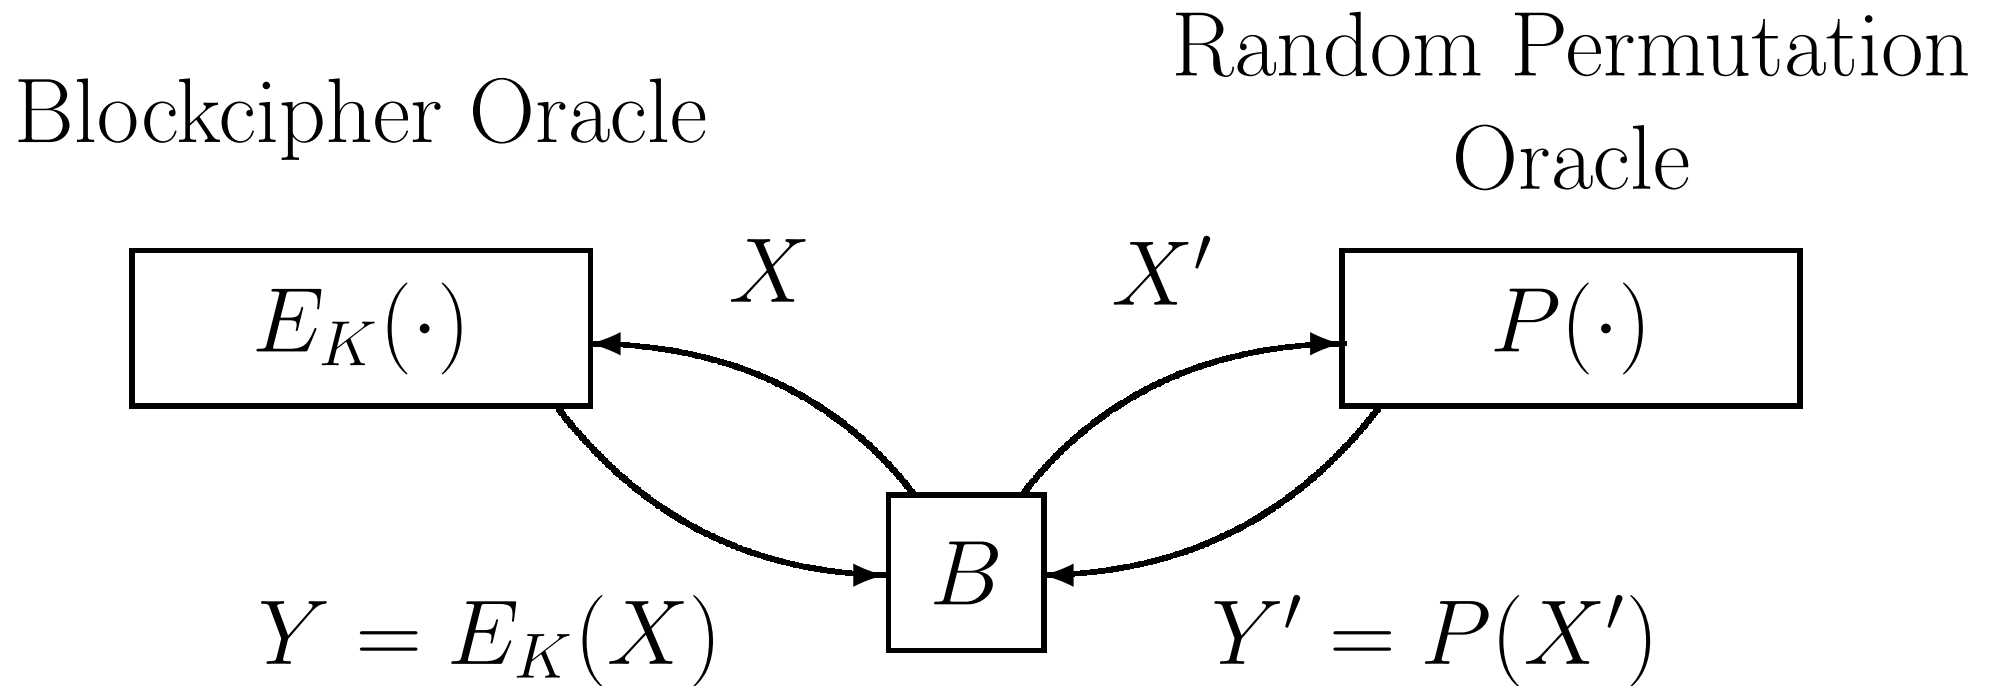 Blockcipher Oracle
Random Permutation
Oracle
X
X′
E_K(·)
P(·)
B
Y = E_K(X)
Y′ = P(X′)